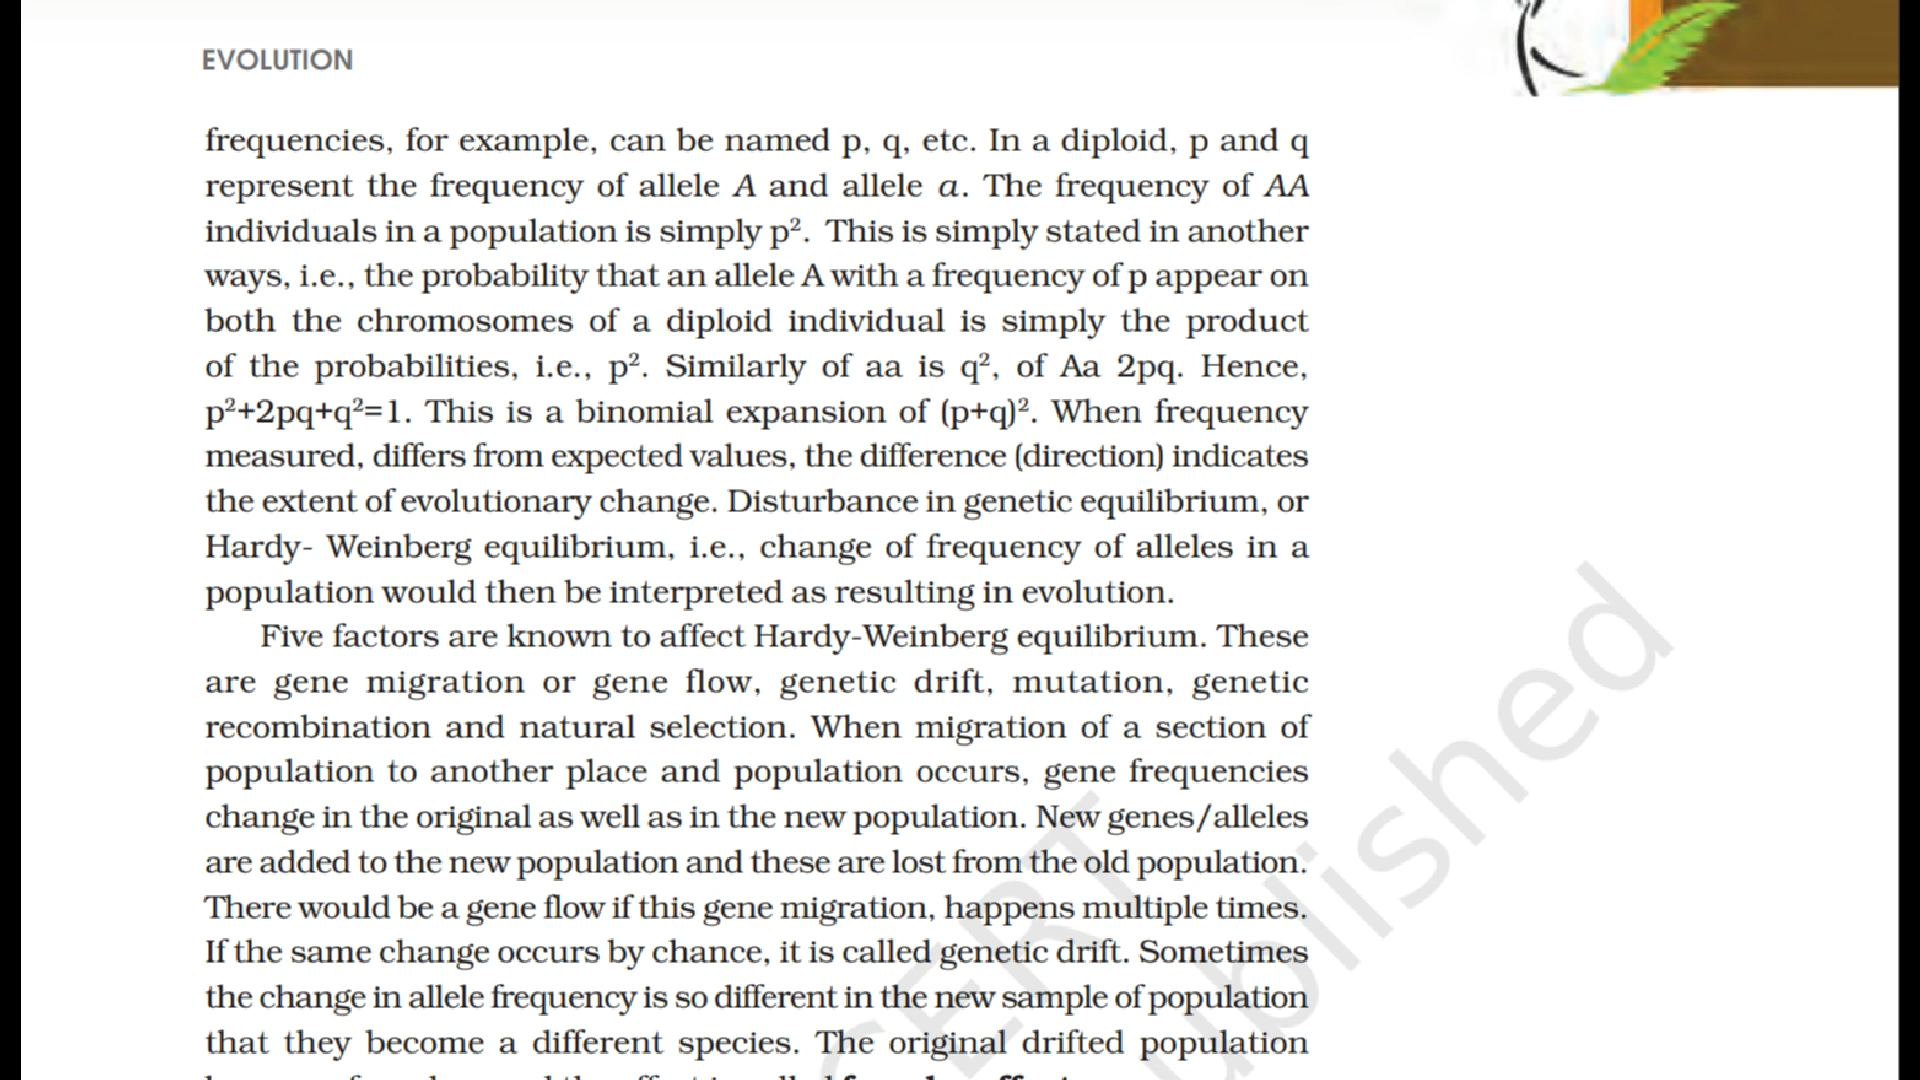 EVOLUTION
frequencies, for example, can be named p, q, etc. In a diploid, p and q
represent the frequency of allele A and allele a. The frequency of AA
individuals in a population is simply p². This is simply stated in another
ways, i.e., the probability that an allele A with a frequency of p appear on
both the chromosomes of a diploid individual is simply the product
of the probabilities, i.e., p². Similarly of aa is q², of Aa 2pq. Hence,
p²+2pq+q²=1. This is a binomial expansion of (p+q)². When frequency
measured, differs from expected values, the difference (direction) indicates
the extent of evolutionary change. Disturbance in genetic equilibrium, or
Hardy- Weinberg equilibrium, i.e., change of frequency of alleles in a
population would then be interpreted as resulting in evolution.
Five factors are known to affect Hardy-Weinberg equilibrium. These
are gene migration or gene flow, genetic drift, mutation, genetic
recombination and natural selection. When migration of a section of
population to another place and population occurs, gene frequencies
change in the original as well as in the new population. New genes/alleles
are added to the new population and these are lost from the old population.
There would be a gene flow if this gene migration, happens multiple times.
If the same change occurs by chance, it is called genetic drift. Sometimes
the change in allele frequency is so different in the new sample of population
that they become a different species. The original drifted population